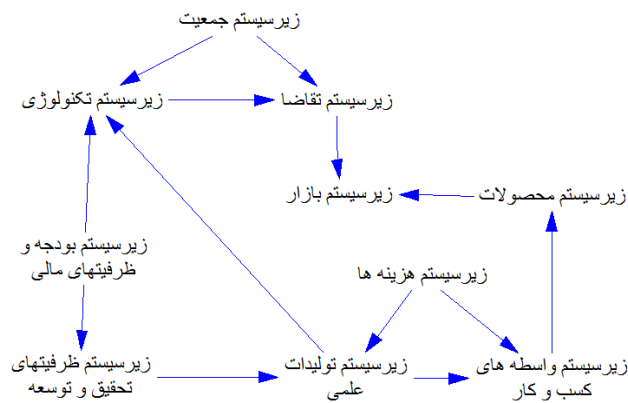 زیرسیستم جمعیت
زیرسیستم تکنولوژی
زیرسیستم تقاضا
زیرسیستم بازار
زیرسیستم محصولات
زیرسیستم بودجه و
ظرفیتهای مالی
زیرسیستم هزینه ها
زیرسیستم ظرفیتهای
تحقیق و توسعه
زیرسیستم تولیدات
علمی
زیرسیستم واسطه های
کسب و کار